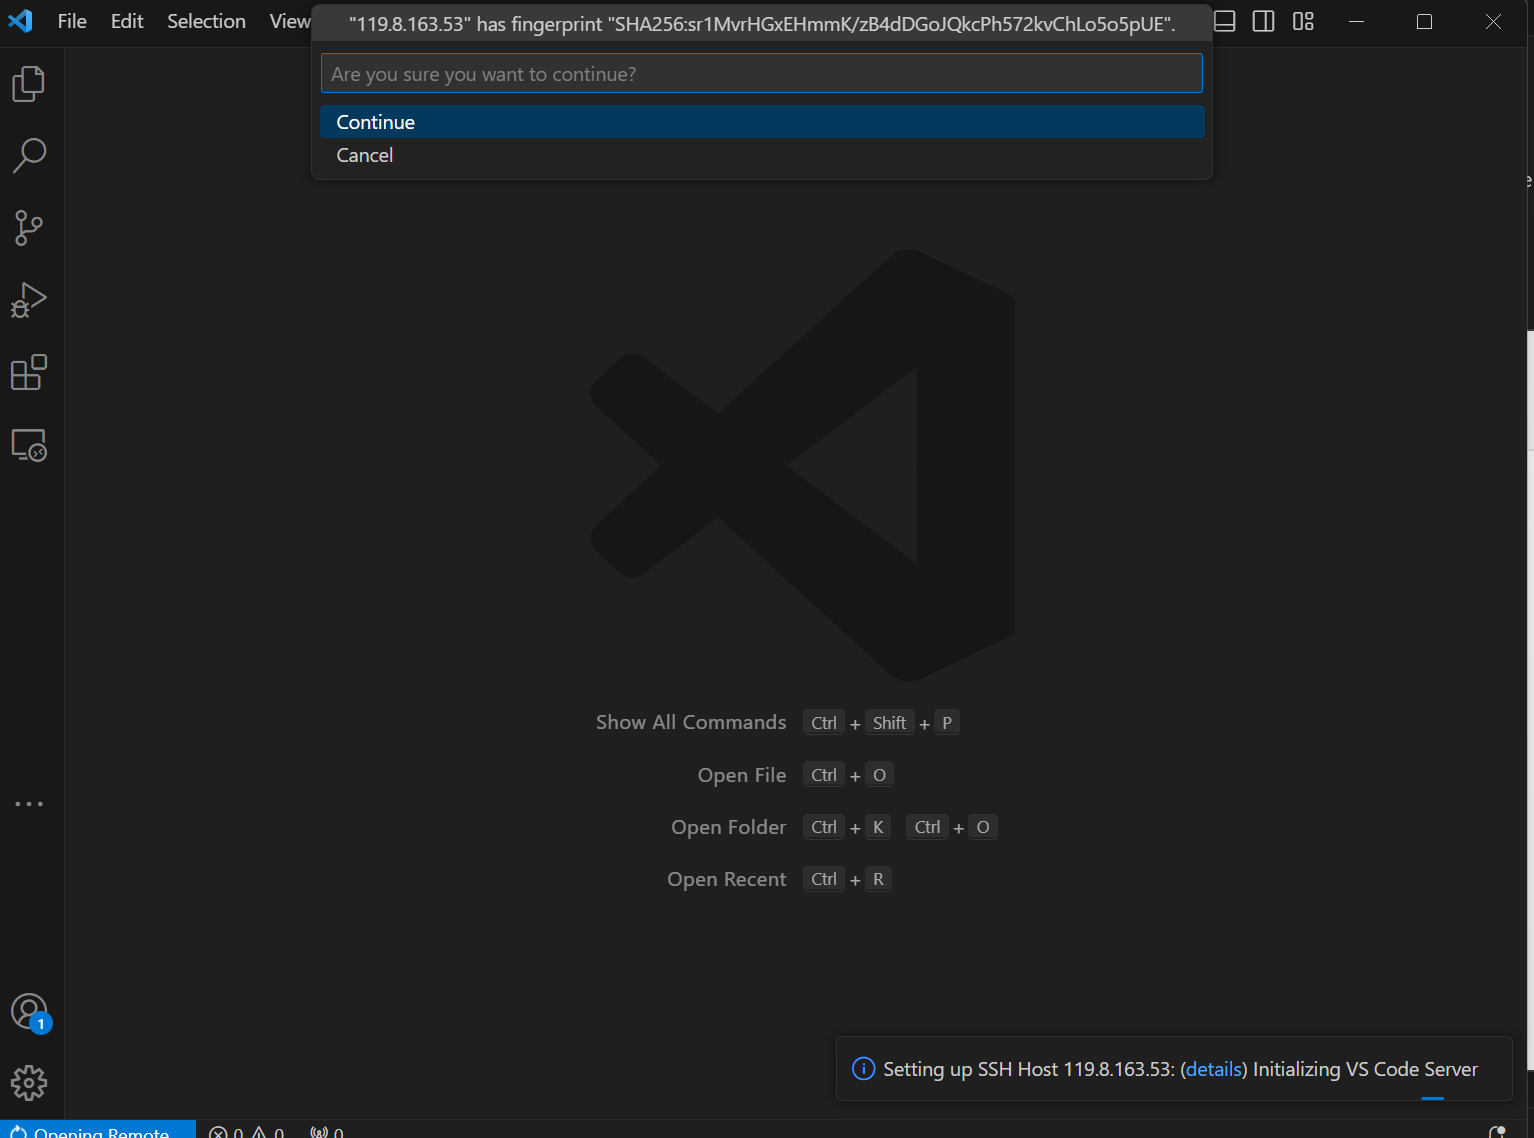 File Edit Selection View
"119.8.163.53" has fingerprint "SHA256:sr1MvrHGxEHmmK/zB4dDGoJQkcPh572kvChLo5o5pUE".
Are you sure you want to continue?
Continue
Cancel
Show All Commands Ctrl + Shift + P
Open File Ctrl + O
Open Folder Ctrl + K Ctrl + O
Open Recent Ctrl + R
1
Setting up SSH Host 119.8.163.53: (details) Initializing VS Code Server
Opening Remote 0 0 0